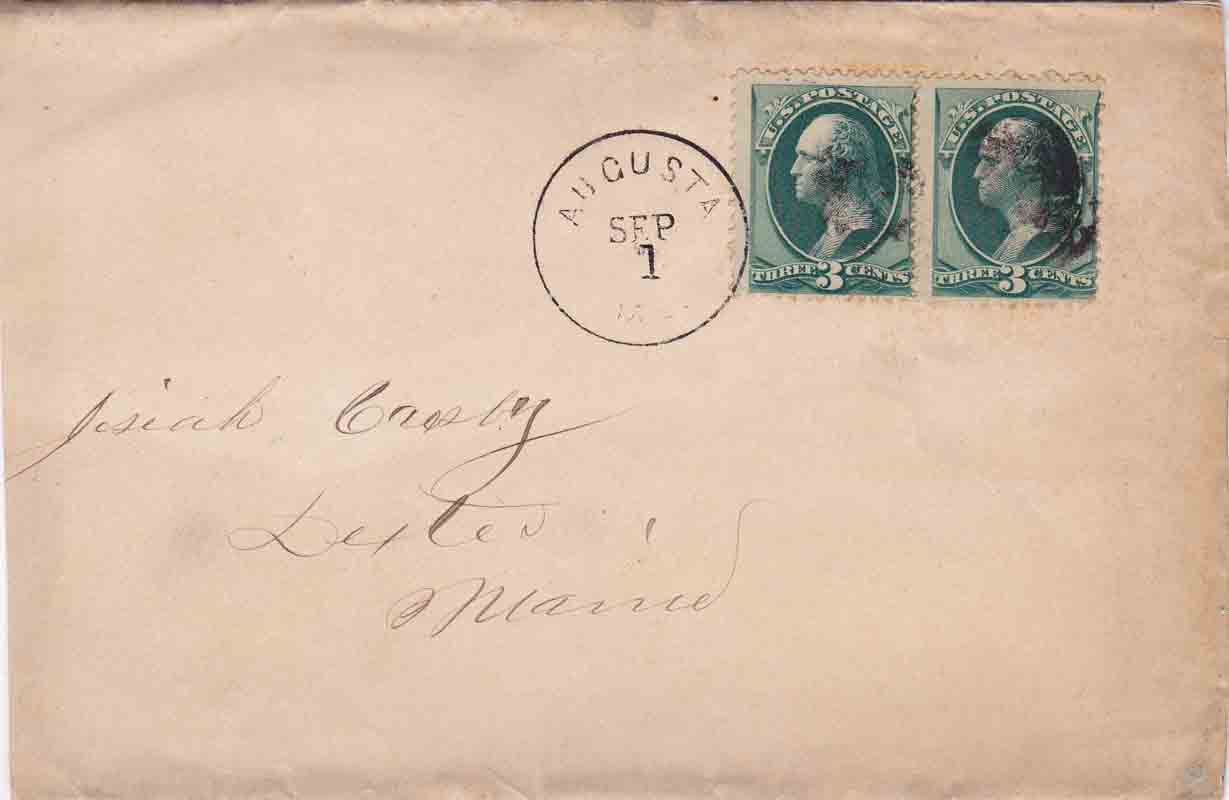 U.S. POSTAGE
THREE 3 CENTS
U.S. POSTAGE
THREE 3 CENTS
AUGUSTA
SEP
1
Josiah Crosby
Dexter
Maine